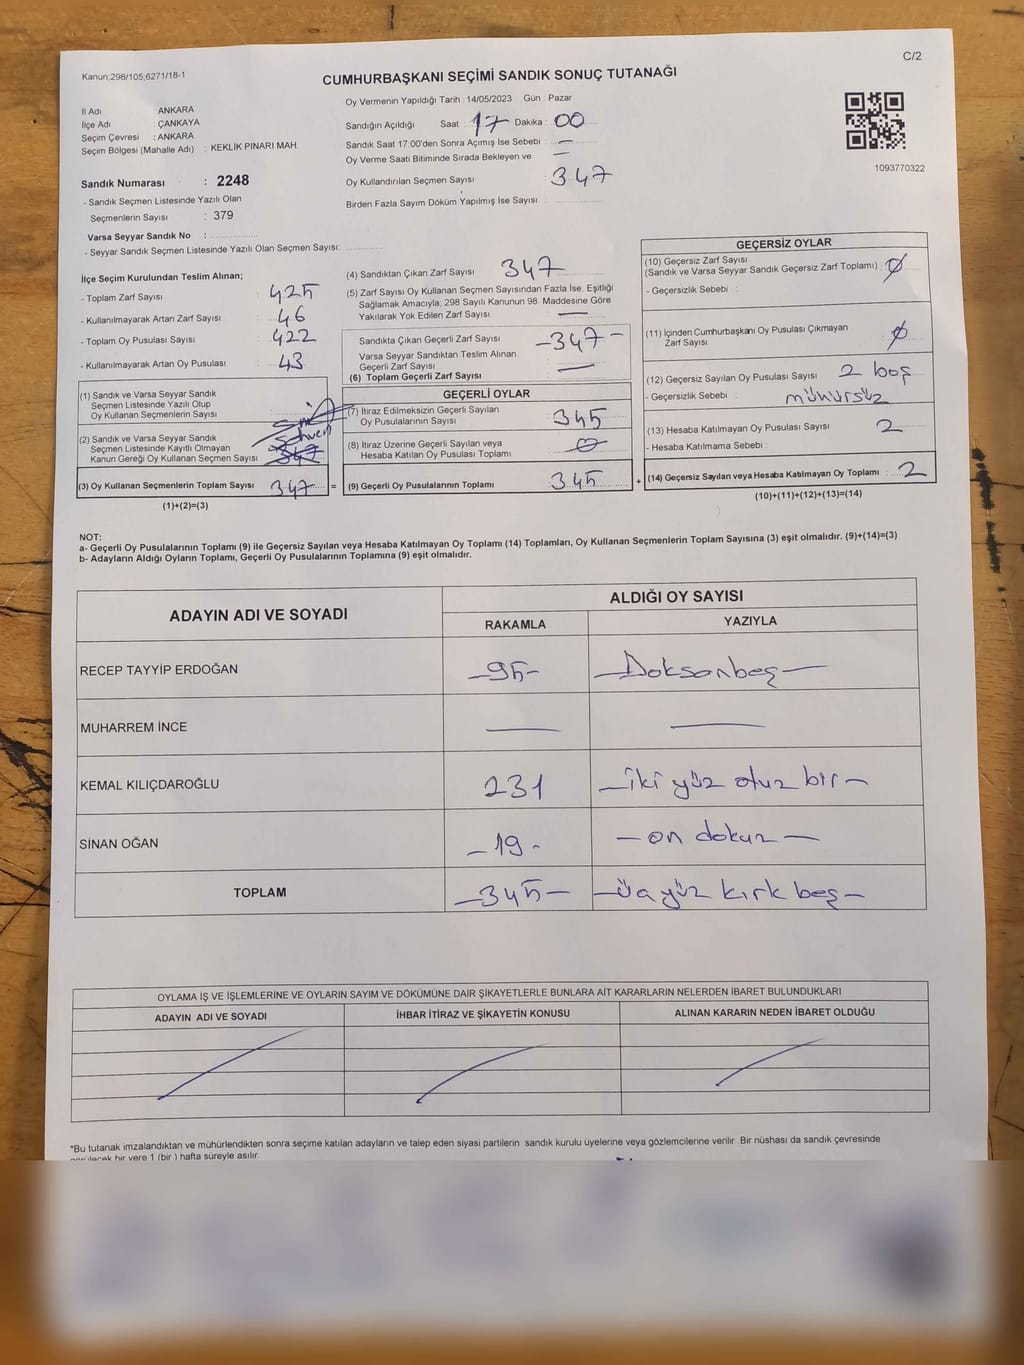 C/2
Kanun:298/105;6271/18-1
CUMHURBAŞKANI SEÇİMİ SANDIK SONUÇ TUTANAĞI
İl Adı : ANKARA
İlçe Adı : ÇANKAYA
Seçim Çevresi : ANKARA
Seçim Bölgesi (Mahalle Adı) : KEKLİK PINARI MAH.
Sandık Numarası : 2248
- Sandık Seçmen Listesinde Yazılı Olan
Seçmenlerin Sayısı : 379
Varsa Seyyar Sandık No :
- Seyyar Sandık Seçmen Listesinde Yazılı Olan Seçmen Sayısı:
Oy Vermenin Yapıldığı Tarih : 14/05/2023 Gün : Pazar
Sandığın Açıldığı Saat : 17 Dakika : 00
Sandık Saat 17:00'den Sonra Açımış İse Sebebi : —
Oy Verme Saati Bitiminde Sırada Bekleyen ve —
Oy Kullandırılan Seçmen Sayısı : 347
Birden Fazla Sayım Döküm Yapılmış İse Sayısı :
1093770322
İlçe Seçim Kurulundan Teslim Alınan;
- Toplam Zarf Sayısı : 425
- Kullanılmayarak Artan Zarf Sayısı : 46
- Toplam Oy Pusulası Sayısı : 422
- Kullanılmayarak Artan Oy Pusulası : 43
(1) Sandık ve Varsa Seyyar Sandık
Seçmen Listesinde Yazılı Olup
Oy Kullanan Seçmenlerin Sayısı :
(2) Sandık ve Varsa Seyyar Sandık
Seçmen Listesinde Kayıtlı Olmayan
Kanun Gereği Oy Kullanan Seçmen Sayısı : 347
(3) Oy Kullanan Seçmenlerin Toplam Sayısı : 347 =
(1)+(2)=(3)
(4) Sandıktan Çıkan Zarf Sayısı : 347
(5) Zarf Sayısı Oy Kullanan Seçmen Sayısından Fazla İse, Eşitliği
Sağlamak Amacıyla; 298 Sayılı Kanunun 98. Maddesine Göre
Yakılarak Yok Edilen Zarf Sayısı : —
Sandıkta Çıkan Geçerli Zarf Sayısı : -347-
Varsa Seyyar Sandıktan Teslim Alınan
Geçerli Zarf Sayısı : —
(6) Toplam Geçerli Zarf Sayısı :
GEÇERLİ OYLAR
(7) İtiraz Edilmeksizin Geçerli Sayılan
Oy Pusulalarının Sayısı : 345
(8) İtiraz Üzerine Geçerli Sayılan veya
Hesaba Katılan Oy Pusulası Toplamı : 0
(9) Geçerli Oy Pusulalarının Toplamı : 345 +
GEÇERSİZ OYLAR
(10) Geçersiz Zarf Sayısı
(Sandık ve Varsa Seyyar Sandık Geçersiz Zarf Toplamı) : Ø
- Geçersizlik Sebebi :
(11) İçinden Cumhurbaşkanı Oy Pusulası Çıkmayan
Zarf Sayısı : Ø
(12) Geçersiz Sayılan Oy Pusulası Sayısı : 2 boş
- Geçersizlik Sebebi : mühürsüz
(13) Hesaba Katılmayan Oy Pusulası Sayısı : 2
- Hesaba Katılmama Sebebi :
(14) Geçersiz Sayılan veya Hesaba Katılmayan Oy Toplamı : 2
(10)+(11)+(12)+(13)=(14)
NOT:
a- Geçerli Oy Pusulalarının Toplamı (9) ile Geçersiz Sayılan veya Hesaba Katılmayan Oy Toplamı (14) Toplamları, Oy Kullanan Seçmenlerin Toplam Sayısına (3) eşit olmalıdır. (9)+(14)=(3)
b- Adayların Aldığı Oyların Toplamı, Geçerli Oy Pusulalarının Toplamına (9) eşit olmalıdır.
ADAYIN ADI VE SOYADI
ALDIĞI OY SAYISI
RAKAMLA YAZIYLA
RECEP TAYYİP ERDOĞAN -95- -Doksanbeş-
MUHARREM İNCE — —
KEMAL KILIÇDAROĞLU 231 -iki yüz otuz bir-
SİNAN OĞAN -19- -on dokuz-
TOPLAM -345- -üçyüz kırk beş-
OYLAMA İŞ VE İŞLEMLERİNE VE OYLARIN SAYIM VE DÖKÜMÜNE DAİR ŞİKAYETLERLE BUNLARA AİT KARARLARIN NELERDEN İBARET BULUNDUKLARI
ADAYIN ADI VE SOYADI İHBAR İTİRAZ VE ŞİKAYETİN KONUSU ALINAN KARARIN NEDEN İBARET OLDUĞU
*Bu tutanak imzalandıktan ve mühürlendikten sonra seçime katılan adayların ve talep eden siyasi partilerin sandık kurulu üyelerine veya gözlemcilerine verilir. Bir nüshası da sandık çevresinde
görülecek bir yere 1 (bir ) hafta süreyle asılır.